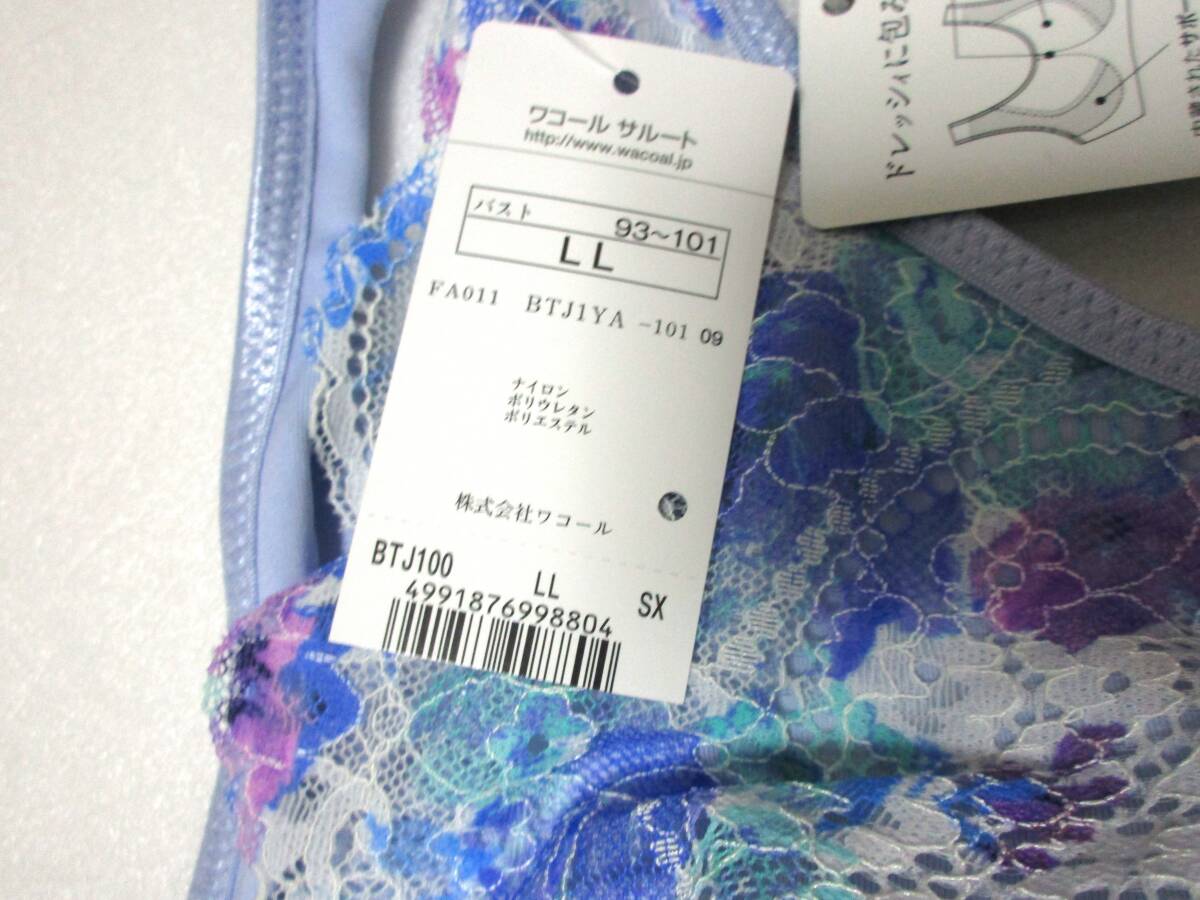 ワコール サルート
http://www.wacoal.jp
バスト 93~101
LL
FA011 BTJ1YA -101 09
ナイロン
ポリウレタン
ポリエステル
株式会社ワコール
BTJ100 LL SX
4991876998804
ドレッシィに包み